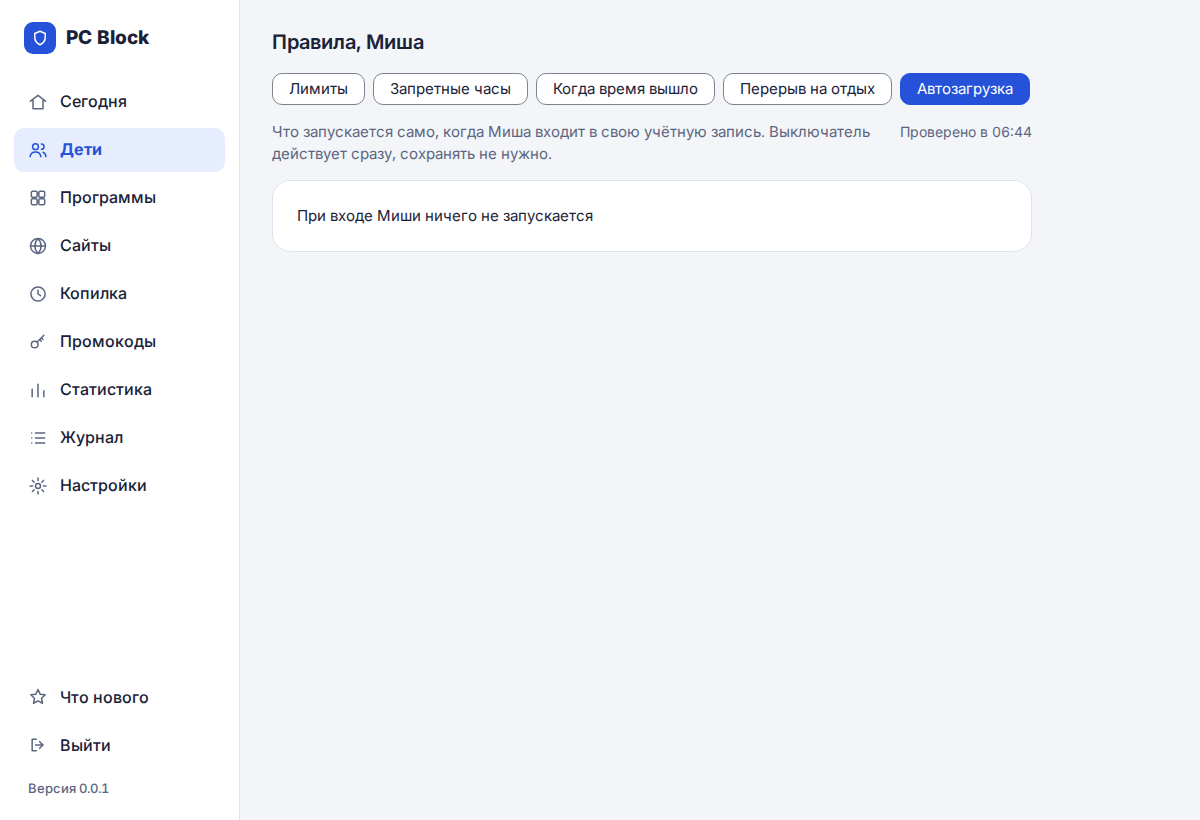 PC Block
Сегодня
Дети
Программы
Сайты
Копилка
Промокоды
Статистика
Журнал
Настройки
Что нового
Выйти
Версия 0.0.1
Правила, Миша
Лимиты
Запретные часы
Когда время вышло
Перерыв на отдых
Автозагрузка
Что запускается само, когда Миша входит в свою учётную запись. Выключатель
действует сразу, сохранять не нужно.
Проверено в 06:44
При входе Миши ничего не запускается